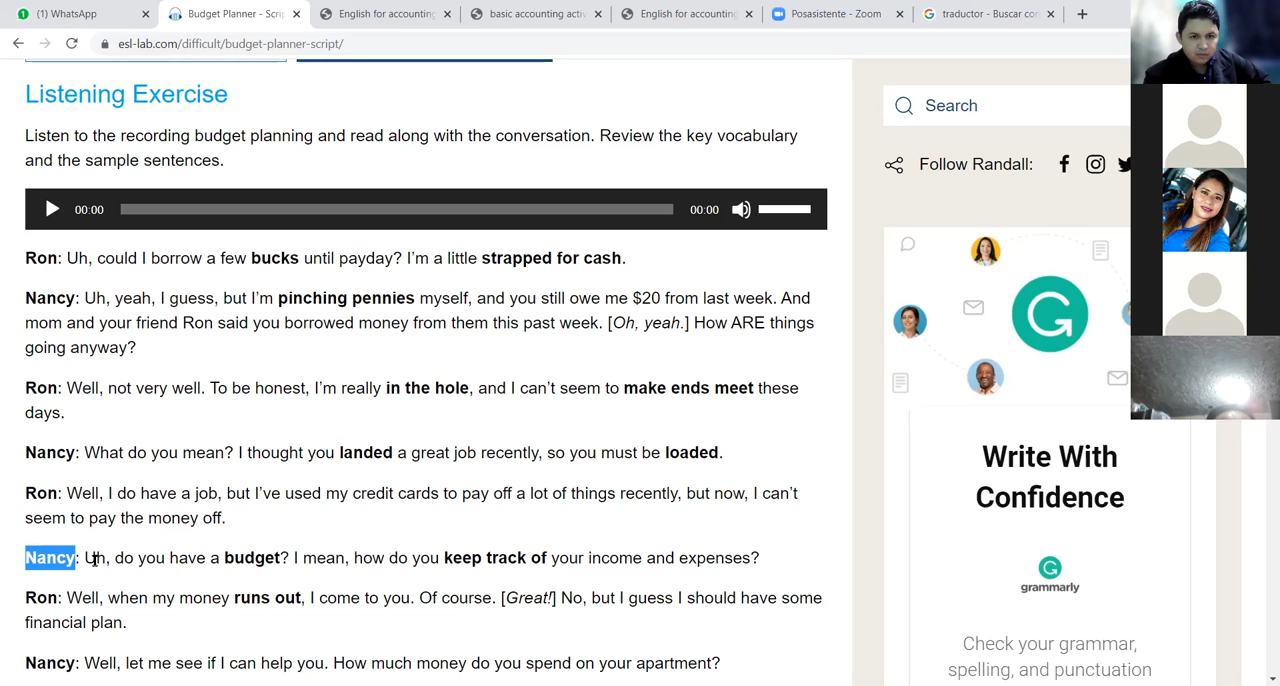 WhatsApp
Budget Planner - Scri
English for accounting
basic accounting activ
English for accounting
Posasistente - Zoom
traductor - Buscar con
esl-lab.com/difficult/budget-planner-script/
Listening Exercise
Listen to the recording budget planning and read along with the conversation. Review the key vocabulary
and the sample sentences.
00:00
00:00
Ron: Uh, could I borrow a few bucks until payday? I'm a little strapped for cash.
Nancy: Uh, yeah, I guess, but I'm pinching pennies myself, and you still owe me $20 from last week. And
mom and your friend Ron said you borrowed money from them this past week. [Oh, yeah.] How ARE things
going anyway?
Ron: Well, not very well. To be honest, I'm really in the hole, and I can't seem to make ends meet these
days.
Nancy: What do you mean? I thought you landed a great job recently, so you must be loaded.
Ron: Well, I do have a job, but I've used my credit cards to pay off a lot of things recently, but now, I can't
seem to pay the money off.
Nancy: Uh, do you have a budget? I mean, how do you keep track of your income and expenses?
Ron: Well, when my money runs out, I come to you. Of course. [Great!] No, but I guess I should have some
financial plan.
Nancy: Well, let me see if I can help you. How much money do you spend on your apartment?
Search
Follow Randall:
Write With
Confidence
grammarly
Check your grammar,
spelling, and punctuation